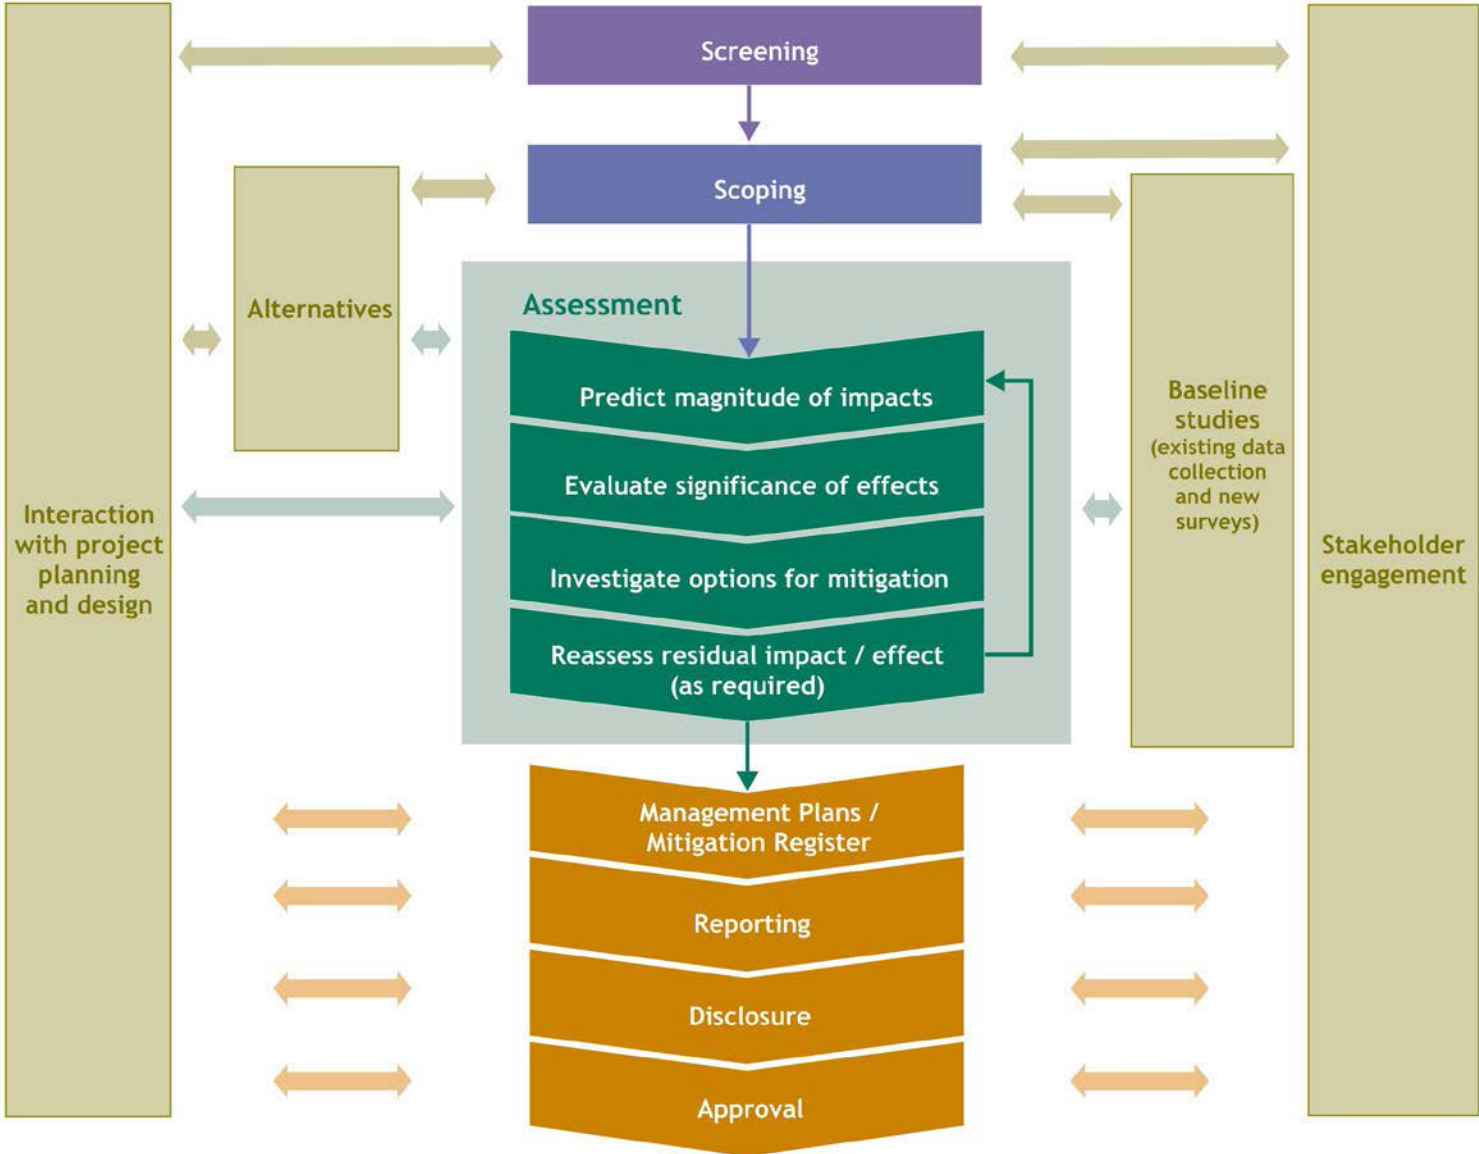 Screening
Scoping
Alternatives
Assessment
Predict magnitude of impacts
Evaluate significance of effects
Investigate options for mitigation
Reassess residual impact / effect
(as required)
Interaction
with project
planning
and design
Baseline
studies
(existing data
collection
and new
surveys)
Stakeholder
engagement
Management Plans /
Mitigation Register
Reporting
Disclosure
Approval